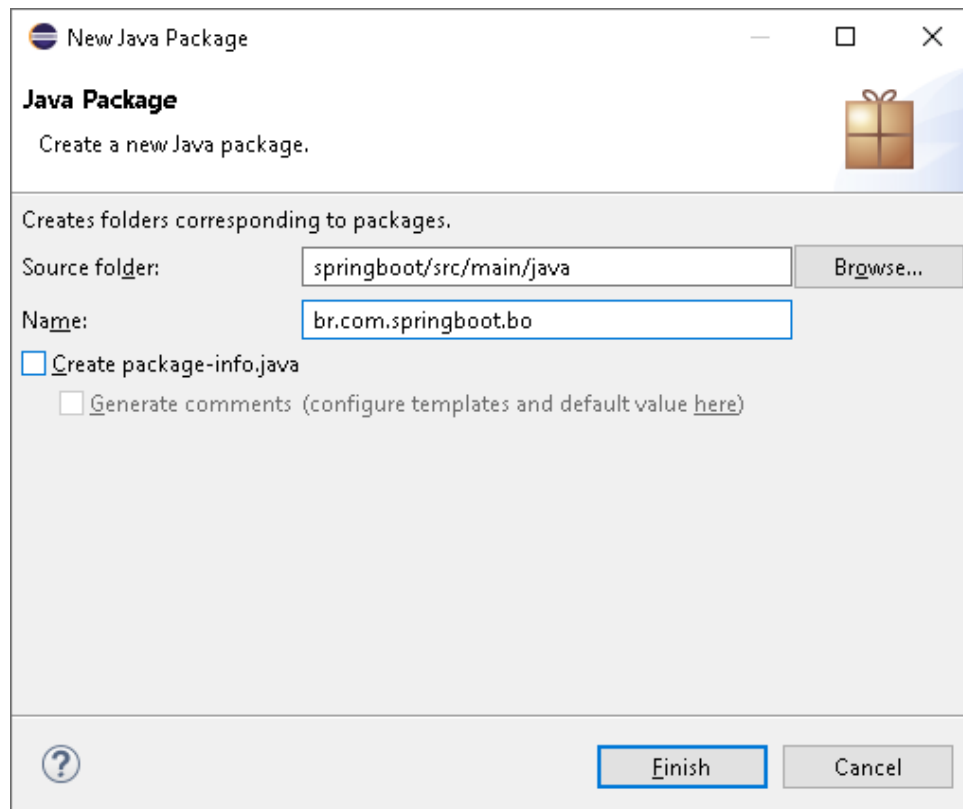 New Java Package
Java Package
Create a new Java package.
Creates folders corresponding to packages.
Source folder: springboot/src/main/java Browse...
Name: br.com.springboot.bo
Create package-info.java
Generate comments (configure templates and default value here)
? Finish Cancel